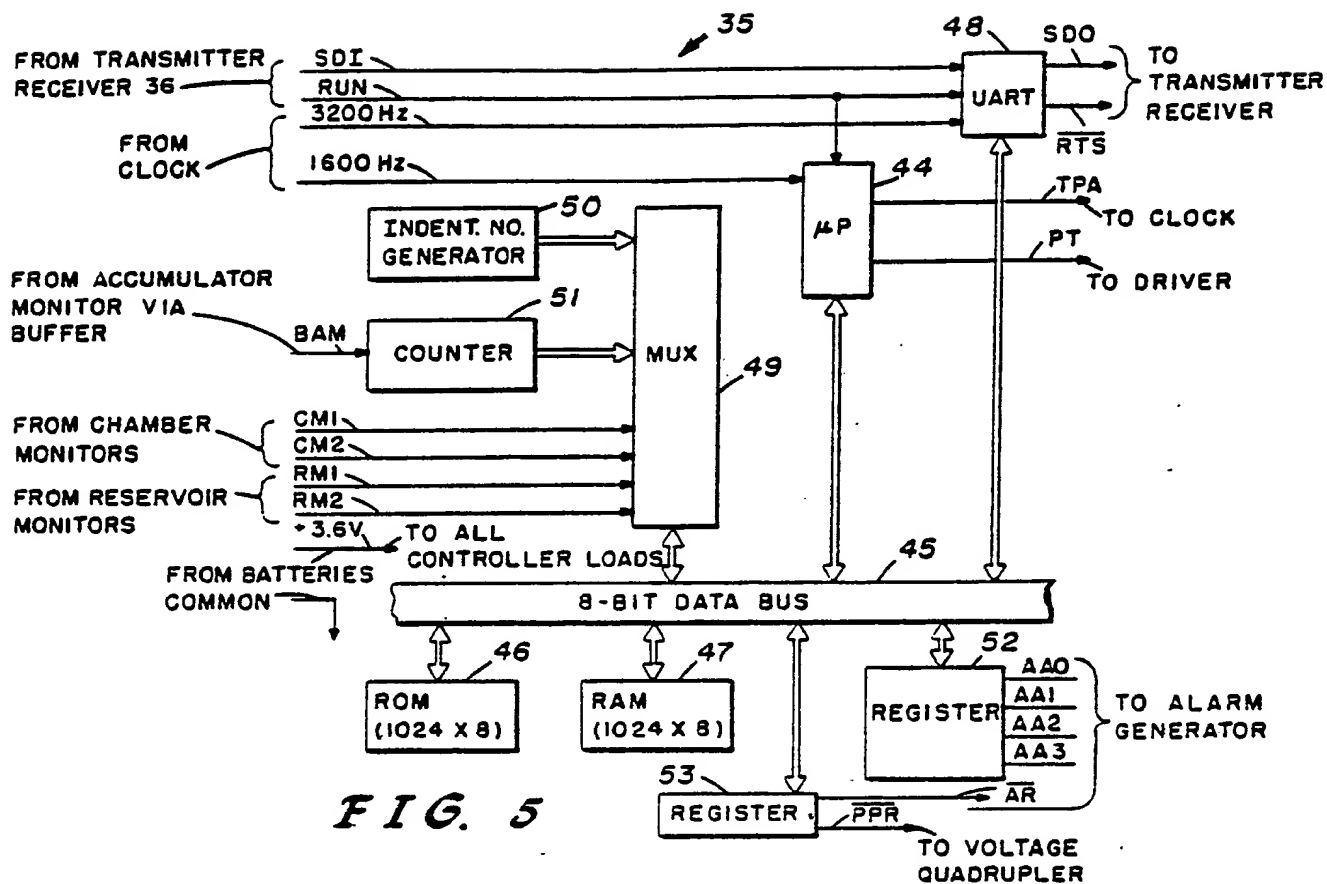 35
48
FROM TRANSMITTER
RECEIVER 36
SDI
RUN
3200 Hz
UART
SDO
R̅T̅S̅
TO
TRANSMITTER
RECEIVER
FROM
CLOCK
1600 Hz
44
μP
TPA
TO CLOCK
PT
TO DRIVER
50
INDENT. NO.
GENERATOR
FROM ACCUMULATOR
MONITOR VIA
BUFFER
BAM
51
COUNTER
MUX
49
FROM CHAMBER
MONITORS
CM1
CM2
FROM RESERVOIR
MONITORS
RM1
RM2
+3.6V
TO ALL
CONTROLLER LOADS
FROM BATTERIES
COMMON
45
8-BIT DATA BUS
46
ROM
(1024 X 8)
47
RAM
(1024 X 8)
52
REGISTER
AA0
AA1
AA2
AA3
TO ALARM
GENERATOR
53
REGISTER
A̅R̅
P̅P̅R̅
TO VOLTAGE
QUADRUPLER
FIG. 5